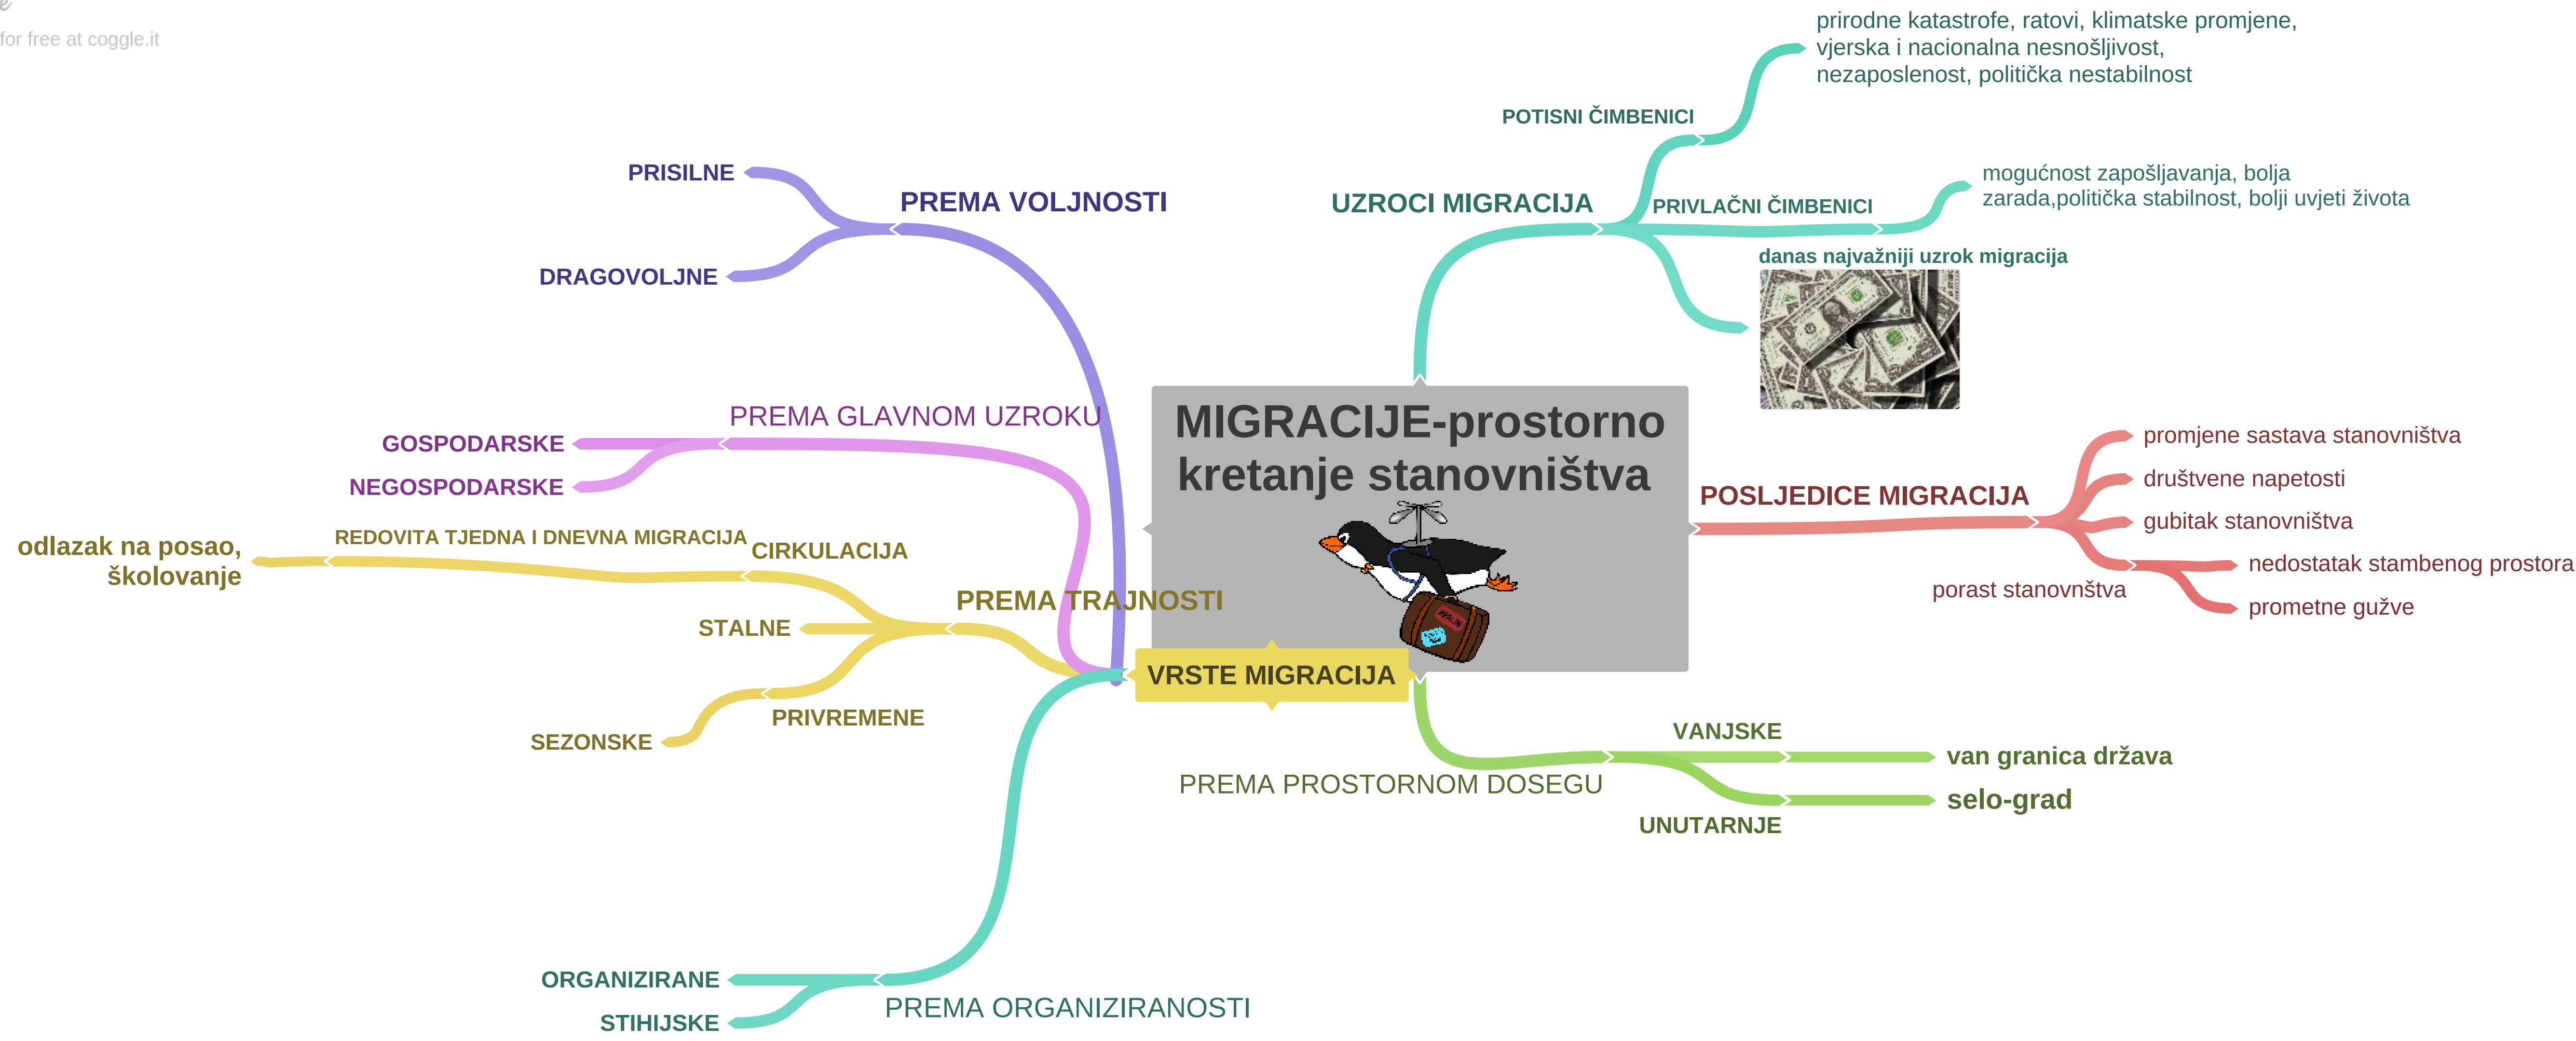 for free at coggle.it
MIGRACIJE-prostorno
kretanje stanovništva
BERLIN
UZROCI MIGRACIJA
POTISNI ČIMBENICI
prirodne katastrofe, ratovi, klimatske promjene,
vjerska i nacionalna nesnošljivost,
nezaposlenost, politička nestabilnost
PRIVLAČNI ČIMBENICI
mogućnost zapošljavanja, bolja
zarada,politička stabilnost, bolji uvjeti života
danas najvažniji uzrok migracija
POSLJEDICE MIGRACIJA
promjene sastava stanovništva
društvene napetosti
gubitak stanovništva
porast stanovnštva
nedostatak stambenog prostora
prometne gužve
VRSTE MIGRACIJA
PREMA PROSTORNOM DOSEGU
VANJSKE
van granica država
UNUTARNJE
selo-grad
PREMA VOLJNOSTI
PRISILNE
DRAGOVOLJNE
PREMA GLAVNOM UZROKU
GOSPODARSKE
NEGOSPODARSKE
PREMA TRAJNOSTI
CIRKULACIJA
REDOVITA TJEDNA I DNEVNA MIGRACIJA
odlazak na posao,
školovanje
STALNE
PRIVREMENE
SEZONSKE
PREMA ORGANIZIRANOSTI
ORGANIZIRANE
STIHIJSKE